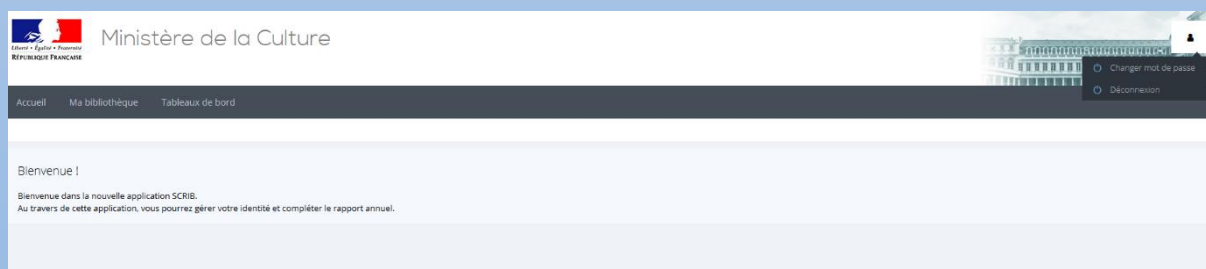 Ministère de la Culture
Liberté • Égalité • Fraternité
RÉPUBLIQUE FRANÇAISE
Changer mot de passe
Déconnexion
Accueil Ma bibliothèque Tableaux de bord
Bienvenue !
Bienvenue dans la nouvelle application SCRIB.
Au travers de cette application, vous pourrez gérer votre identité et compléter le rapport annuel.